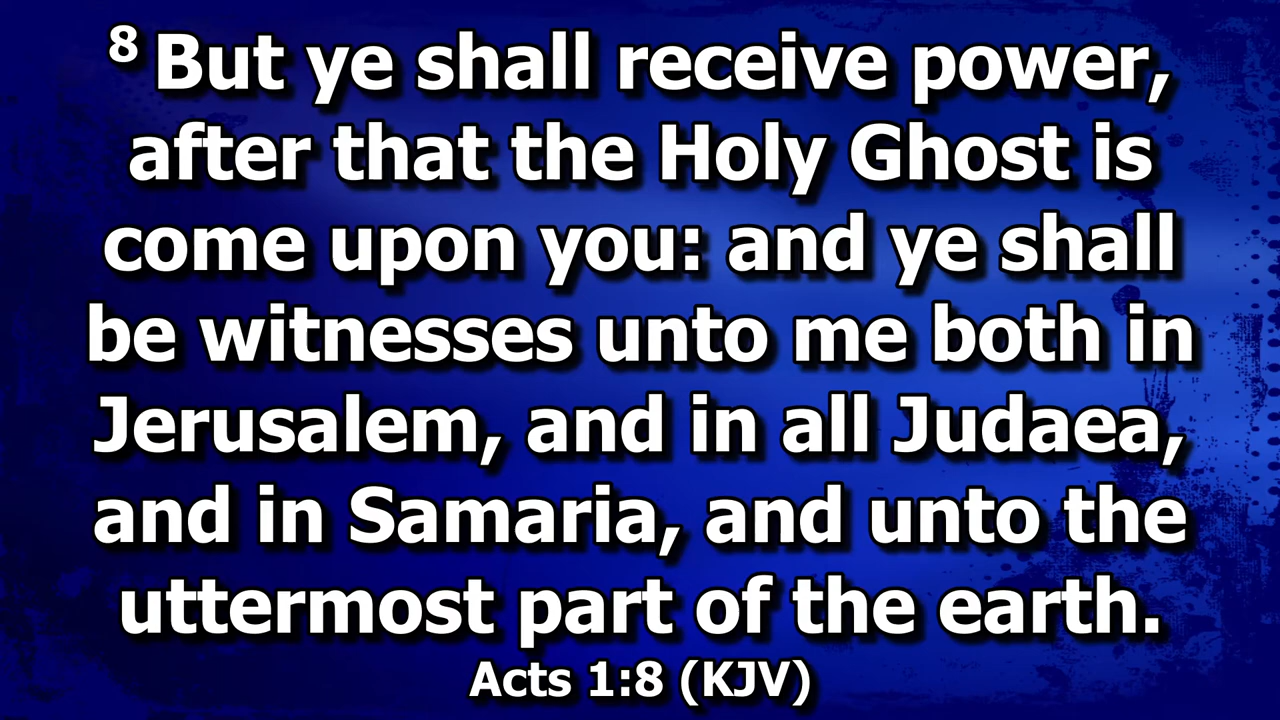 8 But ye shall receive power,
after that the Holy Ghost is
come upon you: and ye shall
be witnesses unto me both in
Jerusalem, and in all Judaea,
and in Samaria, and unto the
uttermost part of the earth.
Acts 1:8 (KJV)